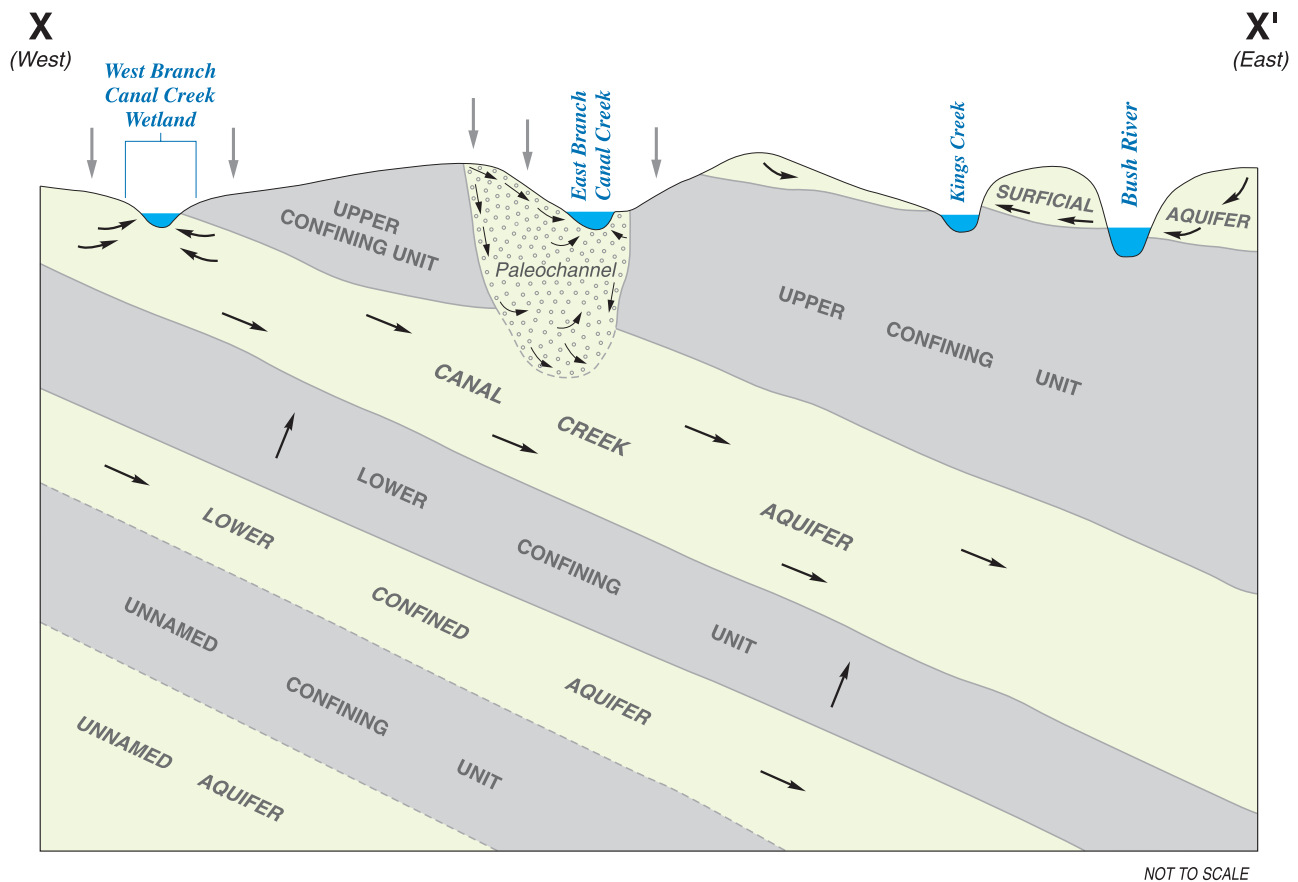 X
(West)
X'
(East)
West Branch
Canal Creek
Wetland
East Branch
Canal Creek
Kings Creek
Bush River
SURFICIAL
AQUIFER
UPPER
CONFINING UNIT
Paleochannel
UPPER CONFINING UNIT
CANAL CREEK AQUIFER
LOWER CONFINING UNIT
LOWER CONFINED AQUIFER
UNNAMED CONFINING UNIT
UNNAMED AQUIFER
NOT TO SCALE